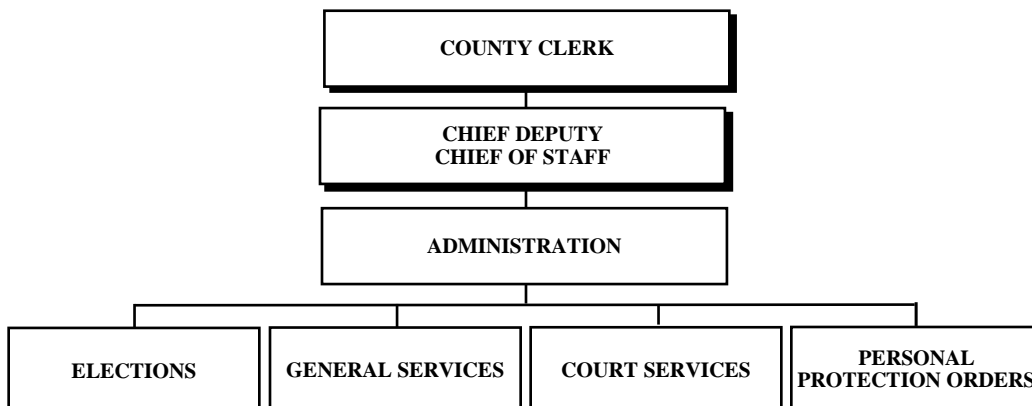 COUNTY CLERK
CHIEF DEPUTY
CHIEF OF STAFF
ADMINISTRATION
ELECTIONS
GENERAL SERVICES
COURT SERVICES
PERSONAL
PROTECTION ORDERS